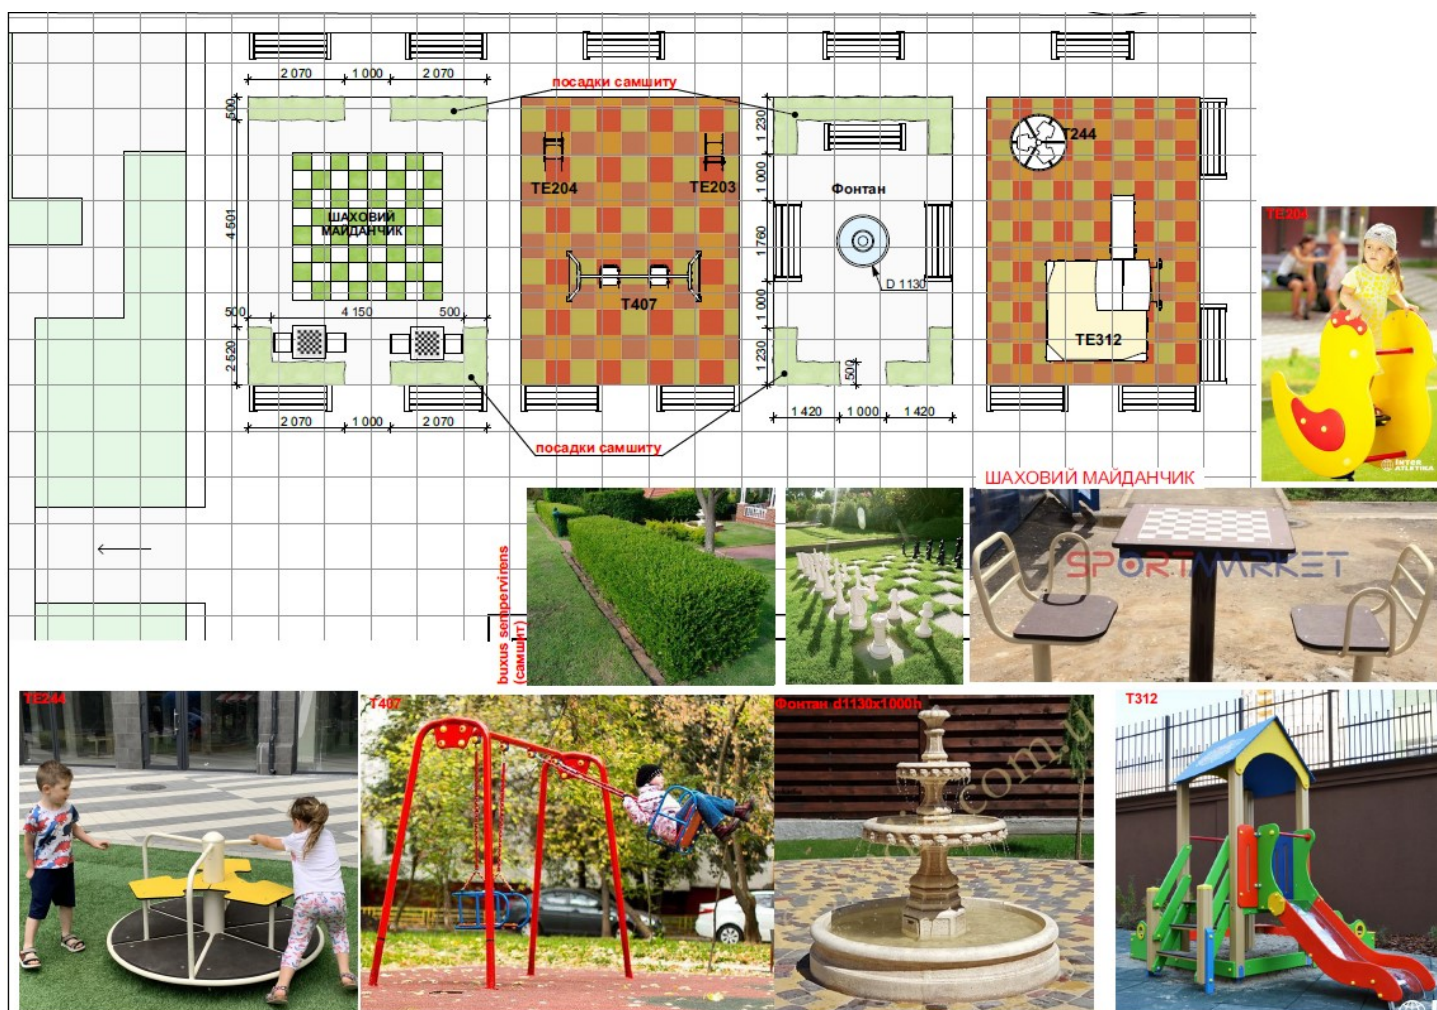 2 070
1 000
2 070
посадки самшиту
500
1 230
T244
TE204
TE203
1 000
Фонтан
ШАХОВИЙ
МАЙДАНЧИК
4 501
1760
TE204
D 1130
500
4 150
500
T407
1 000
2 520
TE312
1 230
500
2 070
1 000
2 070
1 420
1 000
1 420
посадки самшиту
INTER
ATLETIKA
ШАХОВИЙ МАЙДАНЧИК
buxus sempervirens
(самшит)
SPORTMARKET
TE244
T407
Фонтан d1130x1000h
T312
com.u